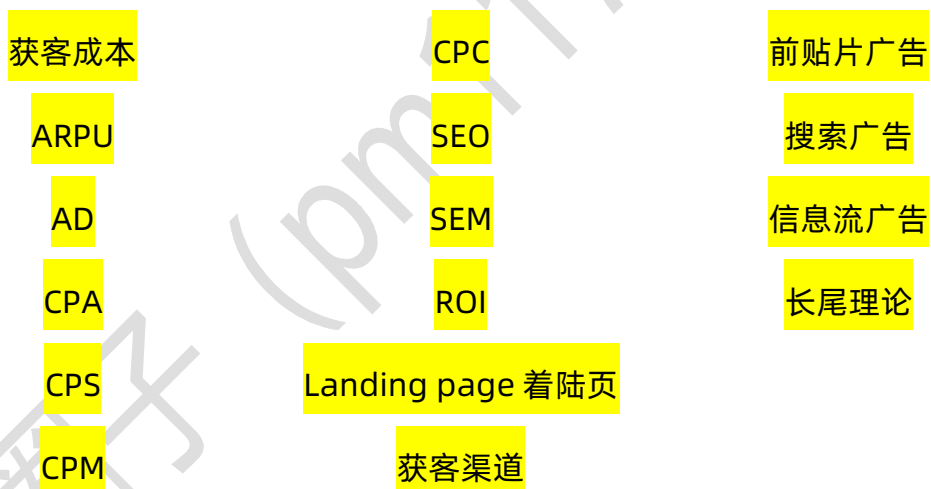 获客成本
ARPU
AD
CPA
CPS
CPM
CPC
SEO
SEM
ROI
Landing page 着陆页
获客渠道
前贴片广告
搜索广告
信息流广告
长尾理论